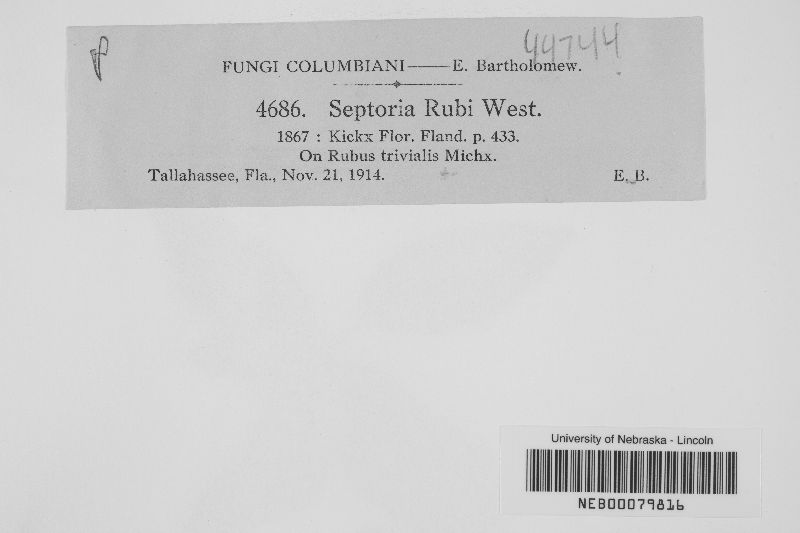 44744
FUNGI COLUMBIANI——E. Bartholomew.
4686. Septoria Rubi West.
1867 : Kickx Flor. Fland. p. 433.
On Rubus trivialis Michx.
Tallahassee, Fla., Nov. 21, 1914. E. B.
University of Nebraska - Lincoln
NEB00079816